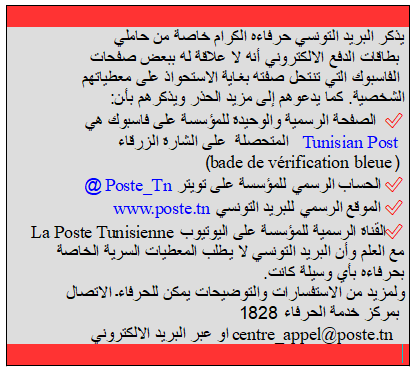 يذكر البريد التونسي حرفاءه الكرام خاصة من حاملي
بطاقات الدفع الالكتروني أنه لا علاقة له ببعض صفحات
الفاسبوك التي تنتحل صفته بغاية الاستحواذ على معطياتهم
الشخصية. كما يدعوهم إلى مزيد الحذر ويذكرهم بأن:
الصفحة الرسمية والوحيدة للمؤسسة على فاسبوك هي
Tunisian Post المتحصلة على الشارة الزرقاء
(bade de vérification bleue)
الحساب الرسمي للمؤسسة على تويتر Poste_Tn @
الموقع الرسمي للبريد التونسي www.poste.tn
القناة الرسمية للمؤسسة على اليوتيوب La Poste Tunisienne
مع العلم وأن البريد التونسي لا يطلب المعطيات السرية الخاصة
بحرفاءه بأي وسيلة كانت.
ولمزيد من الاستفسارات والتوضيحات يمكن للحرفاء. الاتصال
بمركز خدمة الحرفاء 1828
او عبر البريد الالكتروني centre_appel@poste.tn